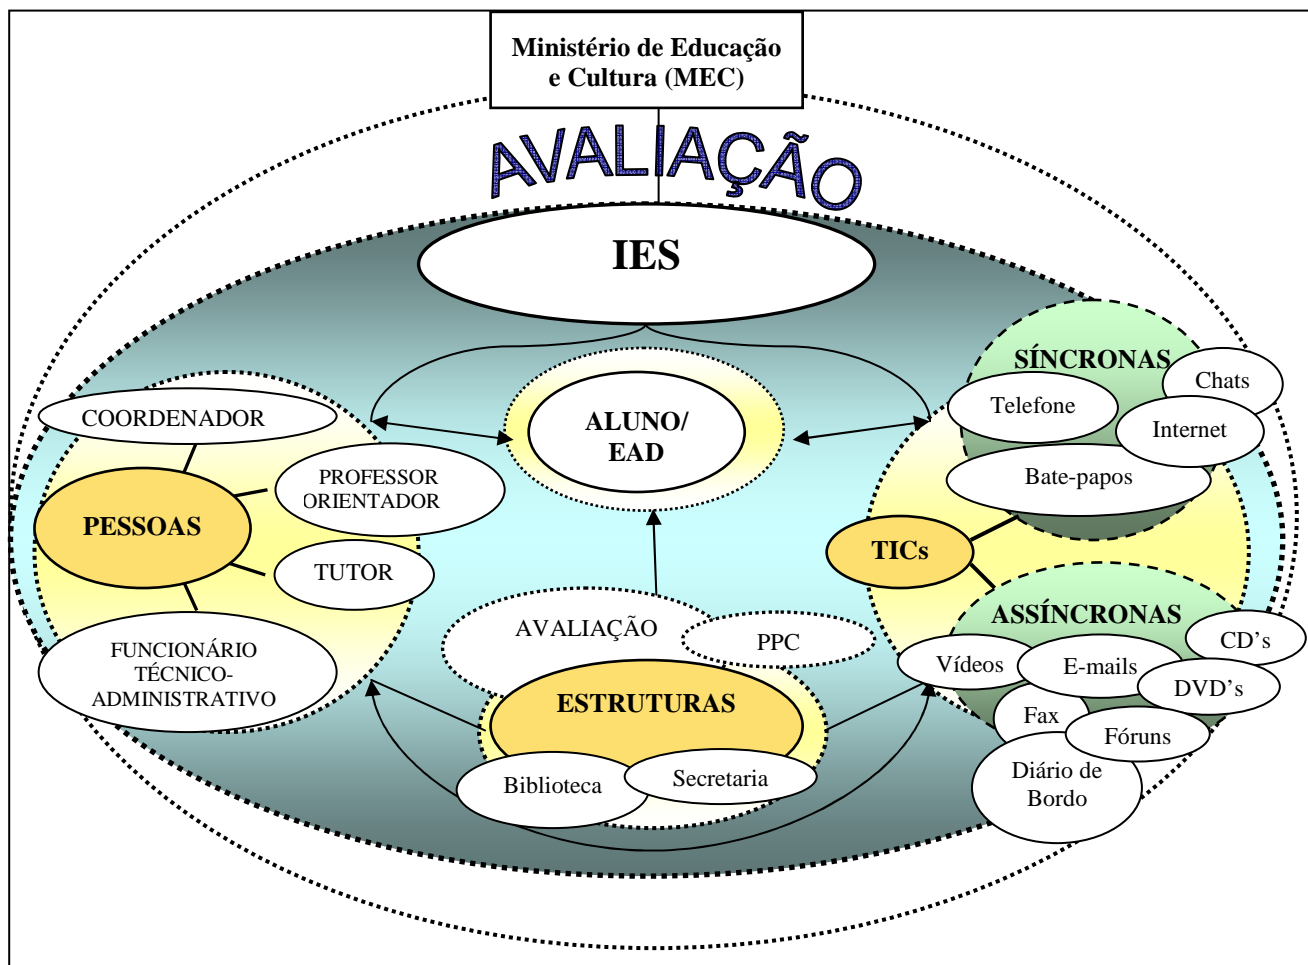 Ministério de Educação
e Cultura (MEC)
AVALIAÇÃO
IES
SÍNCRONAS
Chats
Telefone
Internet
Bate-papos
COORDENADOR
ALUNO/
EAD
PROFESSOR
ORIENTADOR
PESSOAS
TICs
TUTOR
ASSÍNCRONAS
AVALIAÇÃO
PPC
CD’s
FUNCIONÁRIO
TÉCNICO-
ADMINISTRATIVO
Vídeos
E-mails
DVD’s
ESTRUTURAS
Fax
Fóruns
Biblioteca
Secretaria
Diário de
Bordo